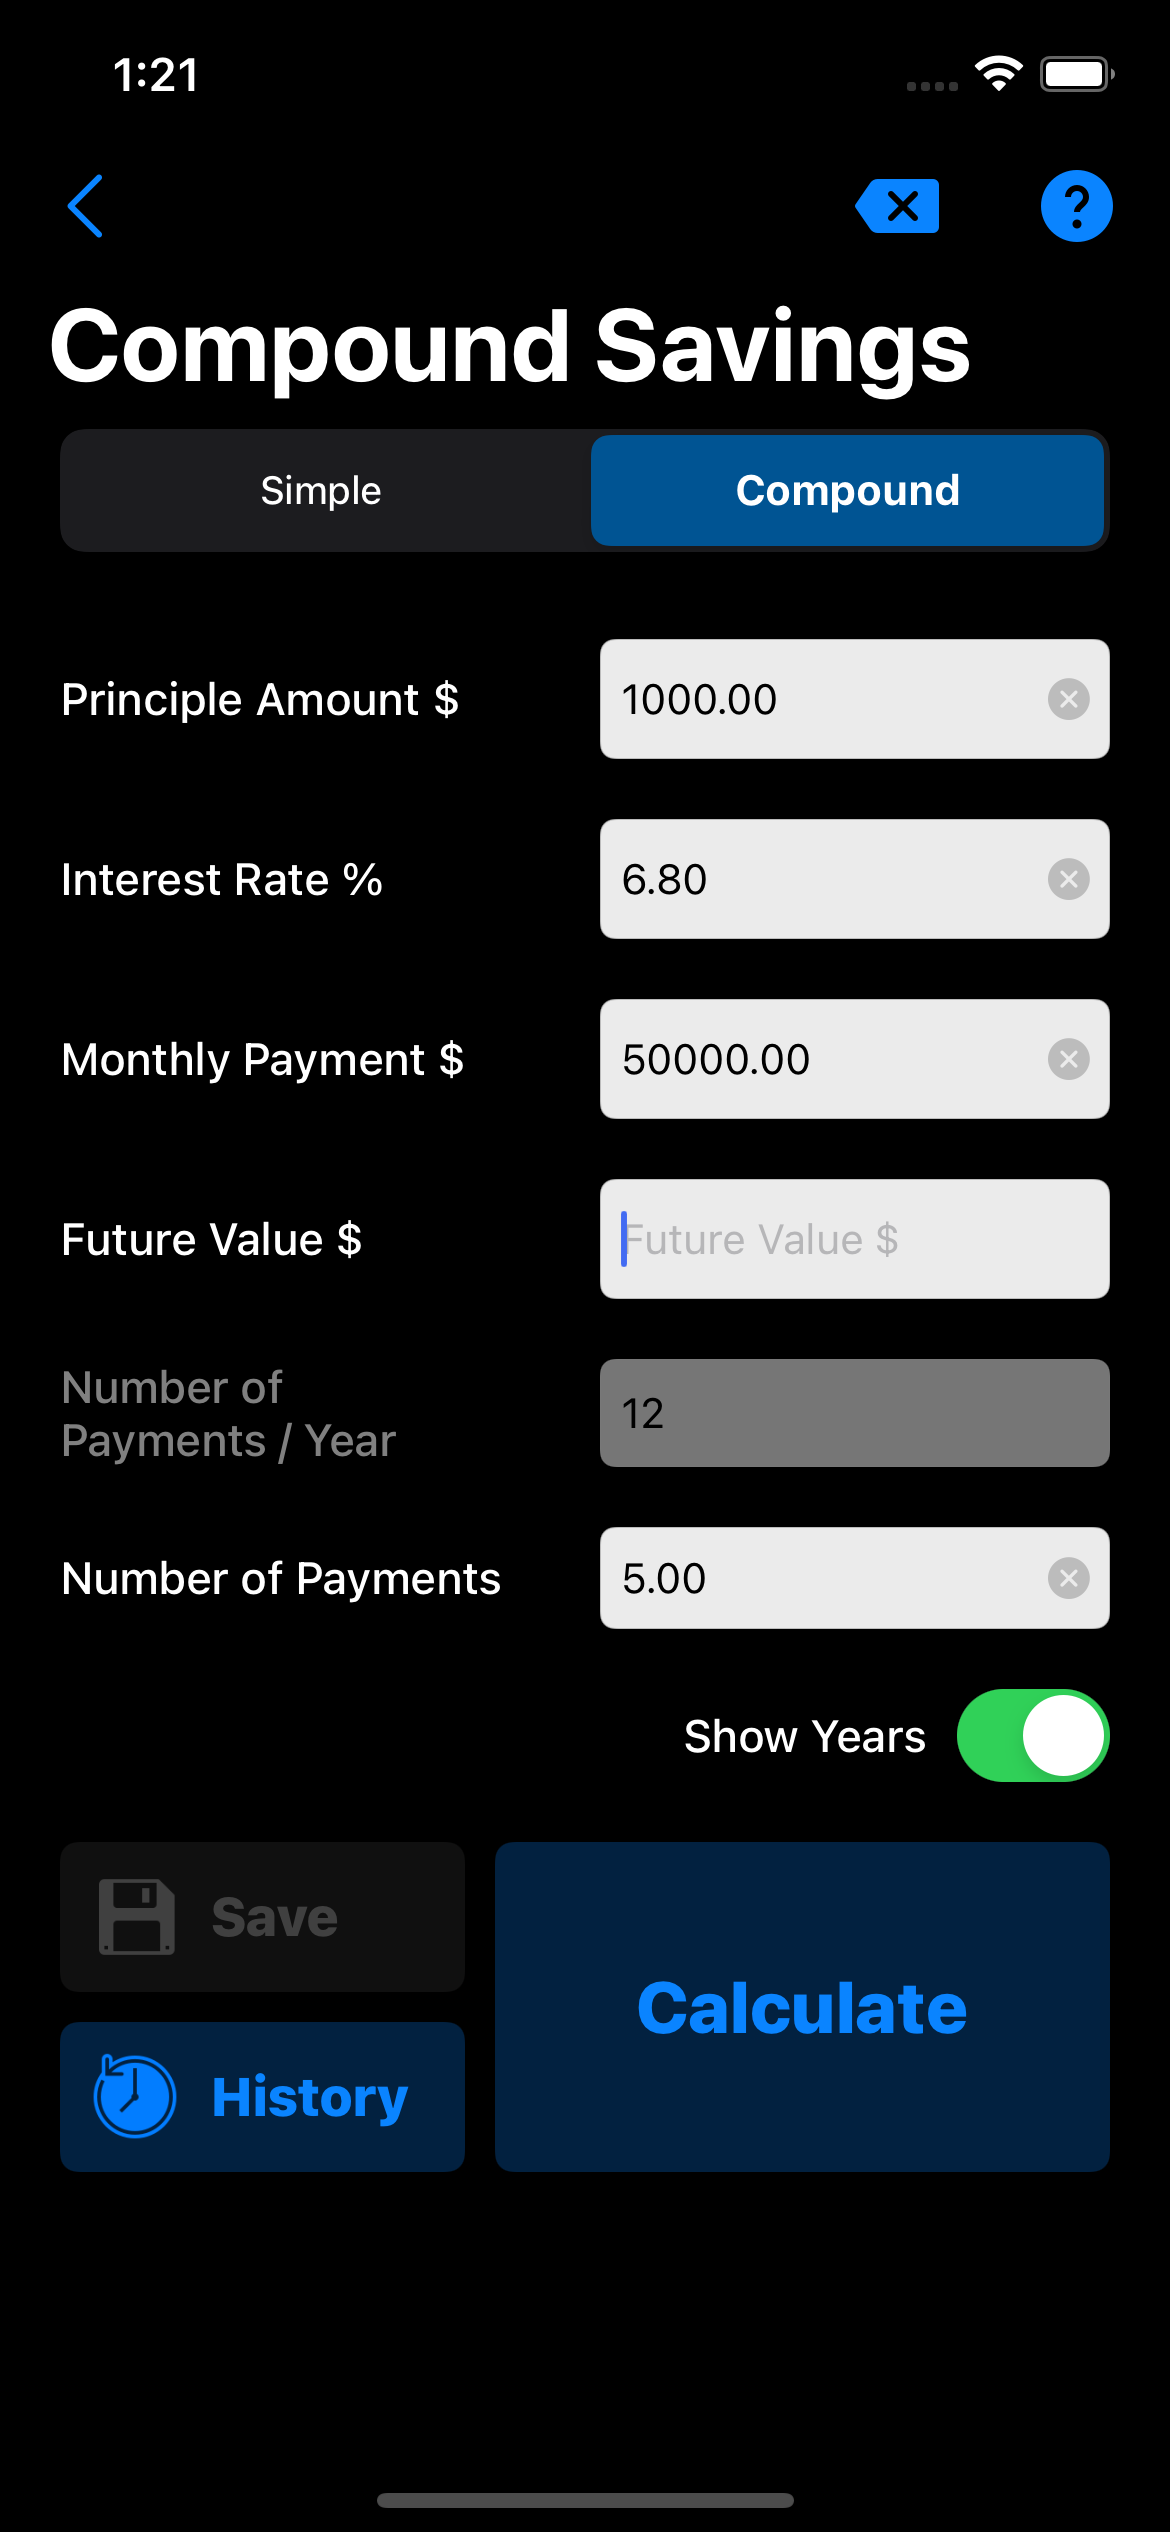 1:21
Compound Savings
Simple
Compound
Principle Amount $
1000.00
Interest Rate %
6.80
Monthly Payment $
50000.00
Future Value $
Future Value $
Number of
Payments / Year
12
Number of Payments
5.00
Show Years
Save
Calculate
History